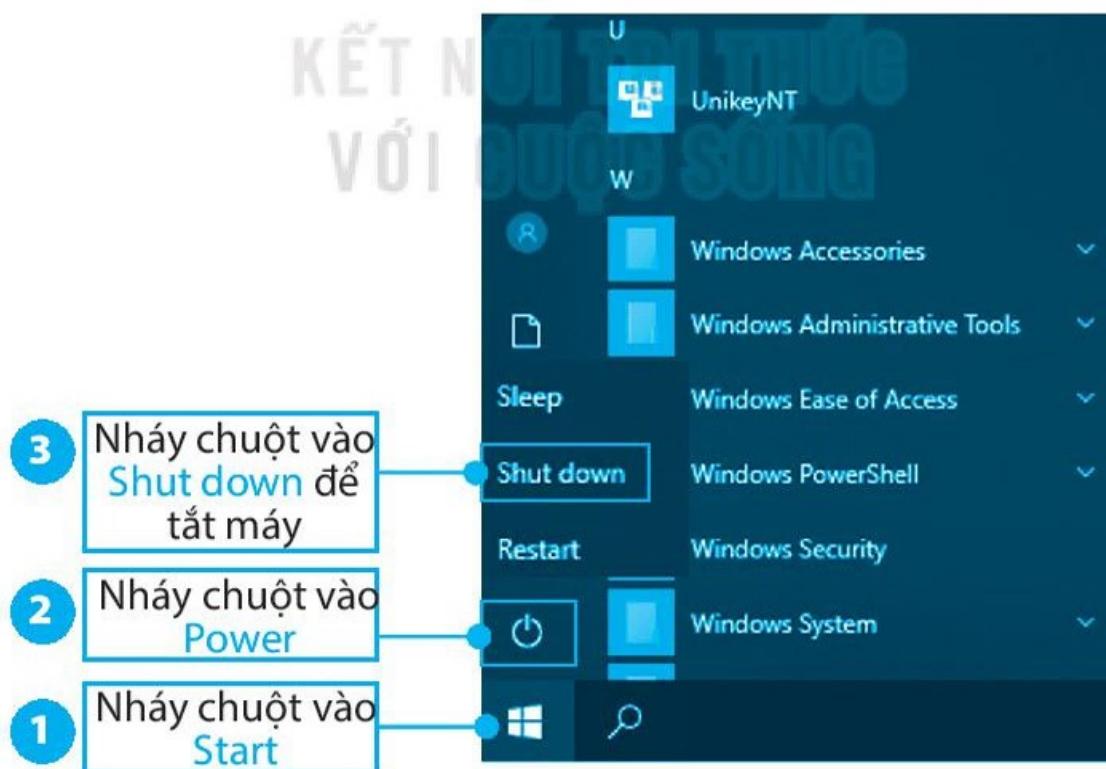 KẾT NỐI TRI THỨC
VỚI CUỘC SỐNG
U
UnikeyNT
W
Windows Accessories
Windows Administrative Tools
Sleep
Windows Ease of Access
Shut down
Windows PowerShell
Restart
Windows Security
Windows System
3
Nháy chuột vào
Shut down để
tắt máy
2
Nháy chuột vào
Power
1
Nháy chuột vào
Start